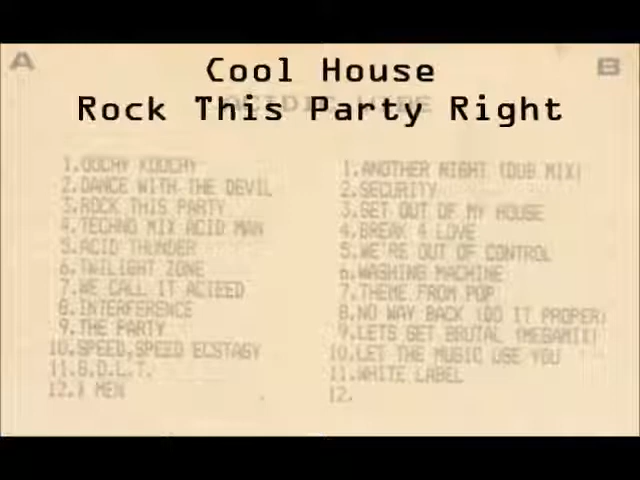 A
B
Cool House
Rock This Party Right
1.OOCHY KOOCHY
2.DANCE WITH THE DEVIL
3.ROCK THIS PARTY
4.TECHNO MIX ACID MAN
5.ACID THUNDER
6.TWILIGHT ZONE
7.WE CALL IT ACIEED
8.INTERFERENCE
9.THE PARTY
10.SPEED,SPEED ECSTASY
11.B.D.L.T.
12. MEN
1.ANOTHER NIGHT (DUB MIX)
2.SECURITY
3.GET OUT OF MY HOUSE
4.BREAK 4 LOVE
5.WE'RE OUT OF CONTROL
6.WASHING MACHINE
7.THEME FROM POP
8.NO WAY BACK (DO IT PROPER)
9.LETS GET BRUTAL (MEGAMIX)
10.LET THE MUSIC USE YOU
11.WHITE LABEL
12.